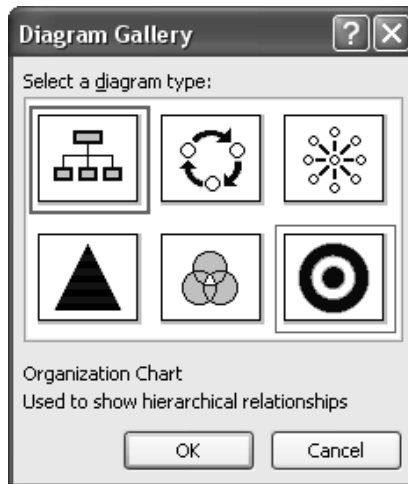 Diagram Gallery
Select a diagram type:
Organization Chart
Used to show hierarchical relationships
OK Cancel